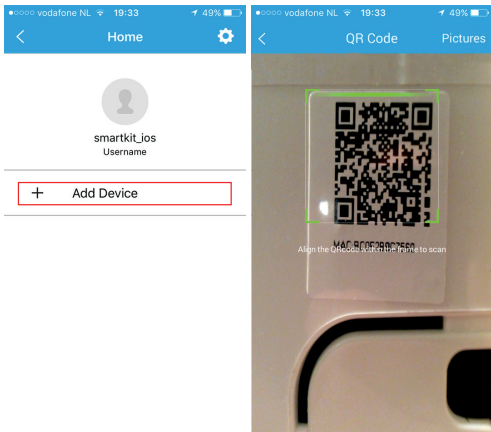 vodafone NL 19:33 49%
Home
smartkit_ios
Username
+ Add Device
vodafone NL 19:33 49%
QR Code Pictures
Align the QRcode within the frame to scan